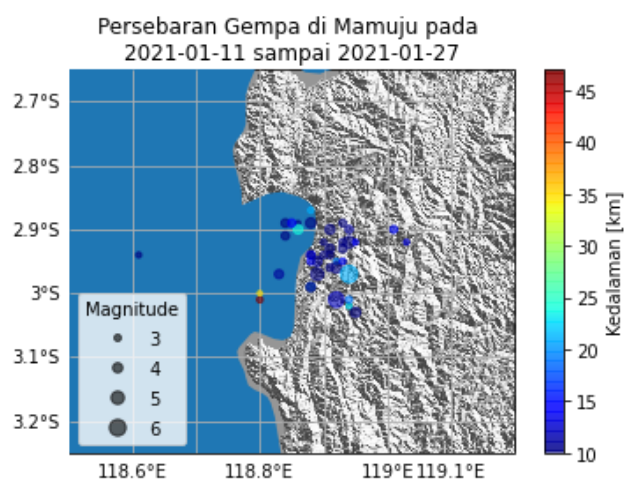 Persebaran Gempa di Mamuju pada
2021-01-11 sampai 2021-01-27
2.7°S
2.8°S
2.9°S
3°S
3.1°S
3.2°S
Magnitude
3
4
5
6
118.6°E
118.8°E
119°E
119.1°E
45
40
35
30
25
20
15
10
Kedalaman [km]